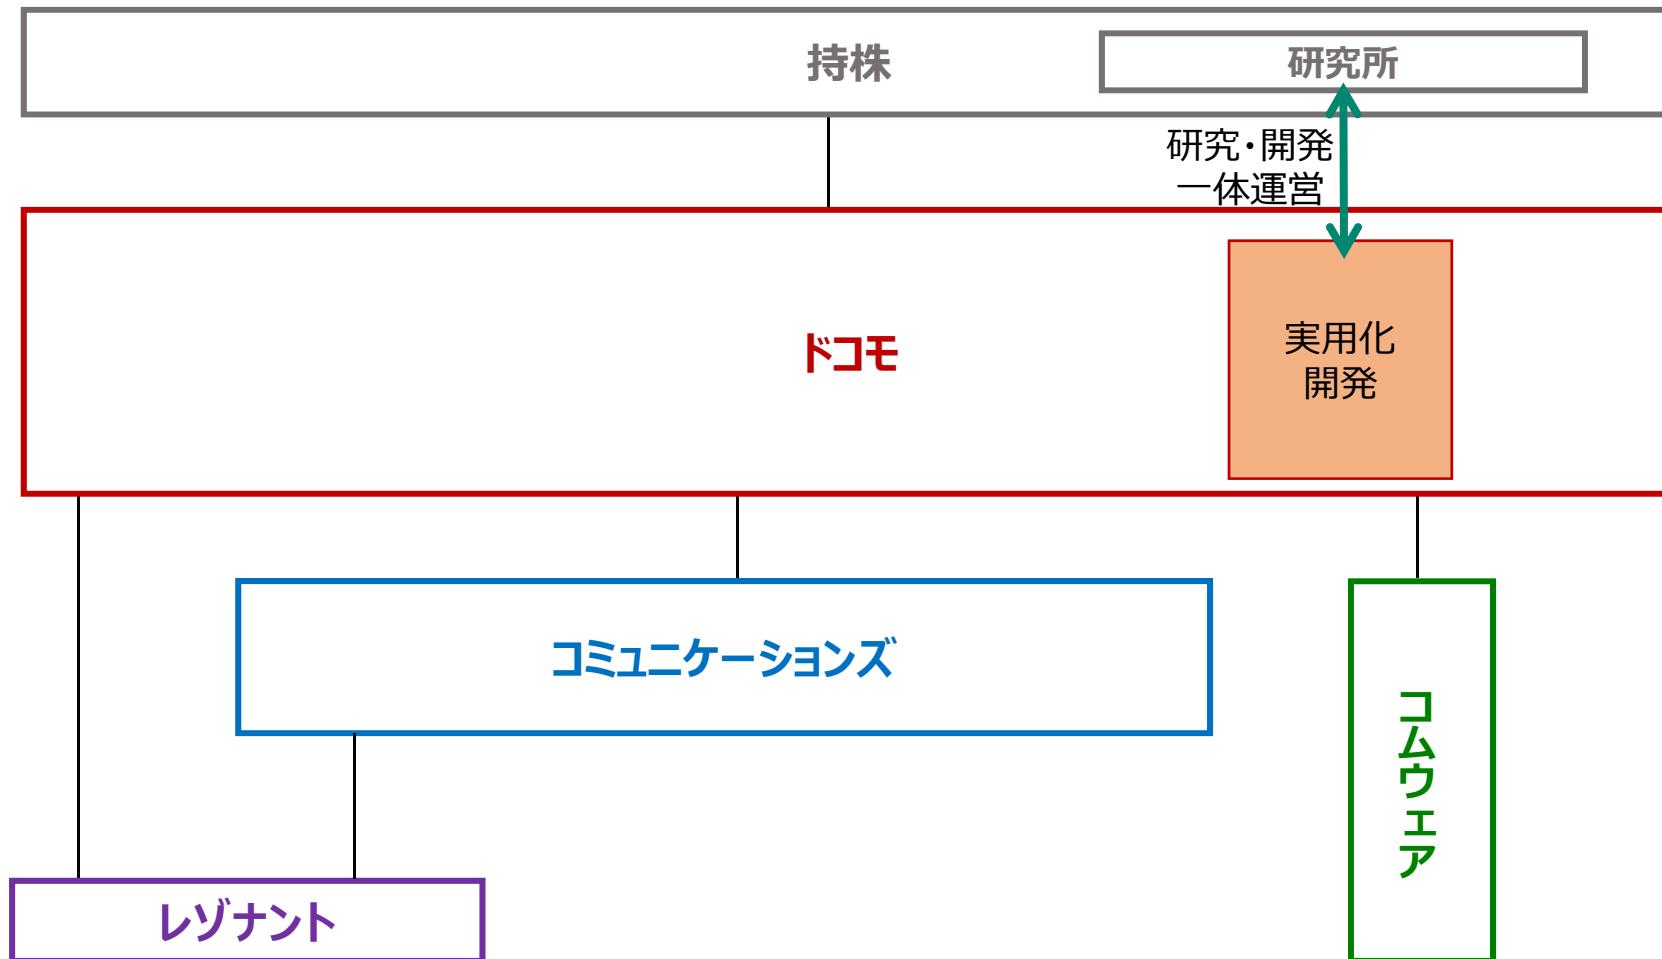 持株
研究所
研究・開発
一体運営
ドコモ
実用化
開発
コミュニケーションズ
コムウェア
レゾナント